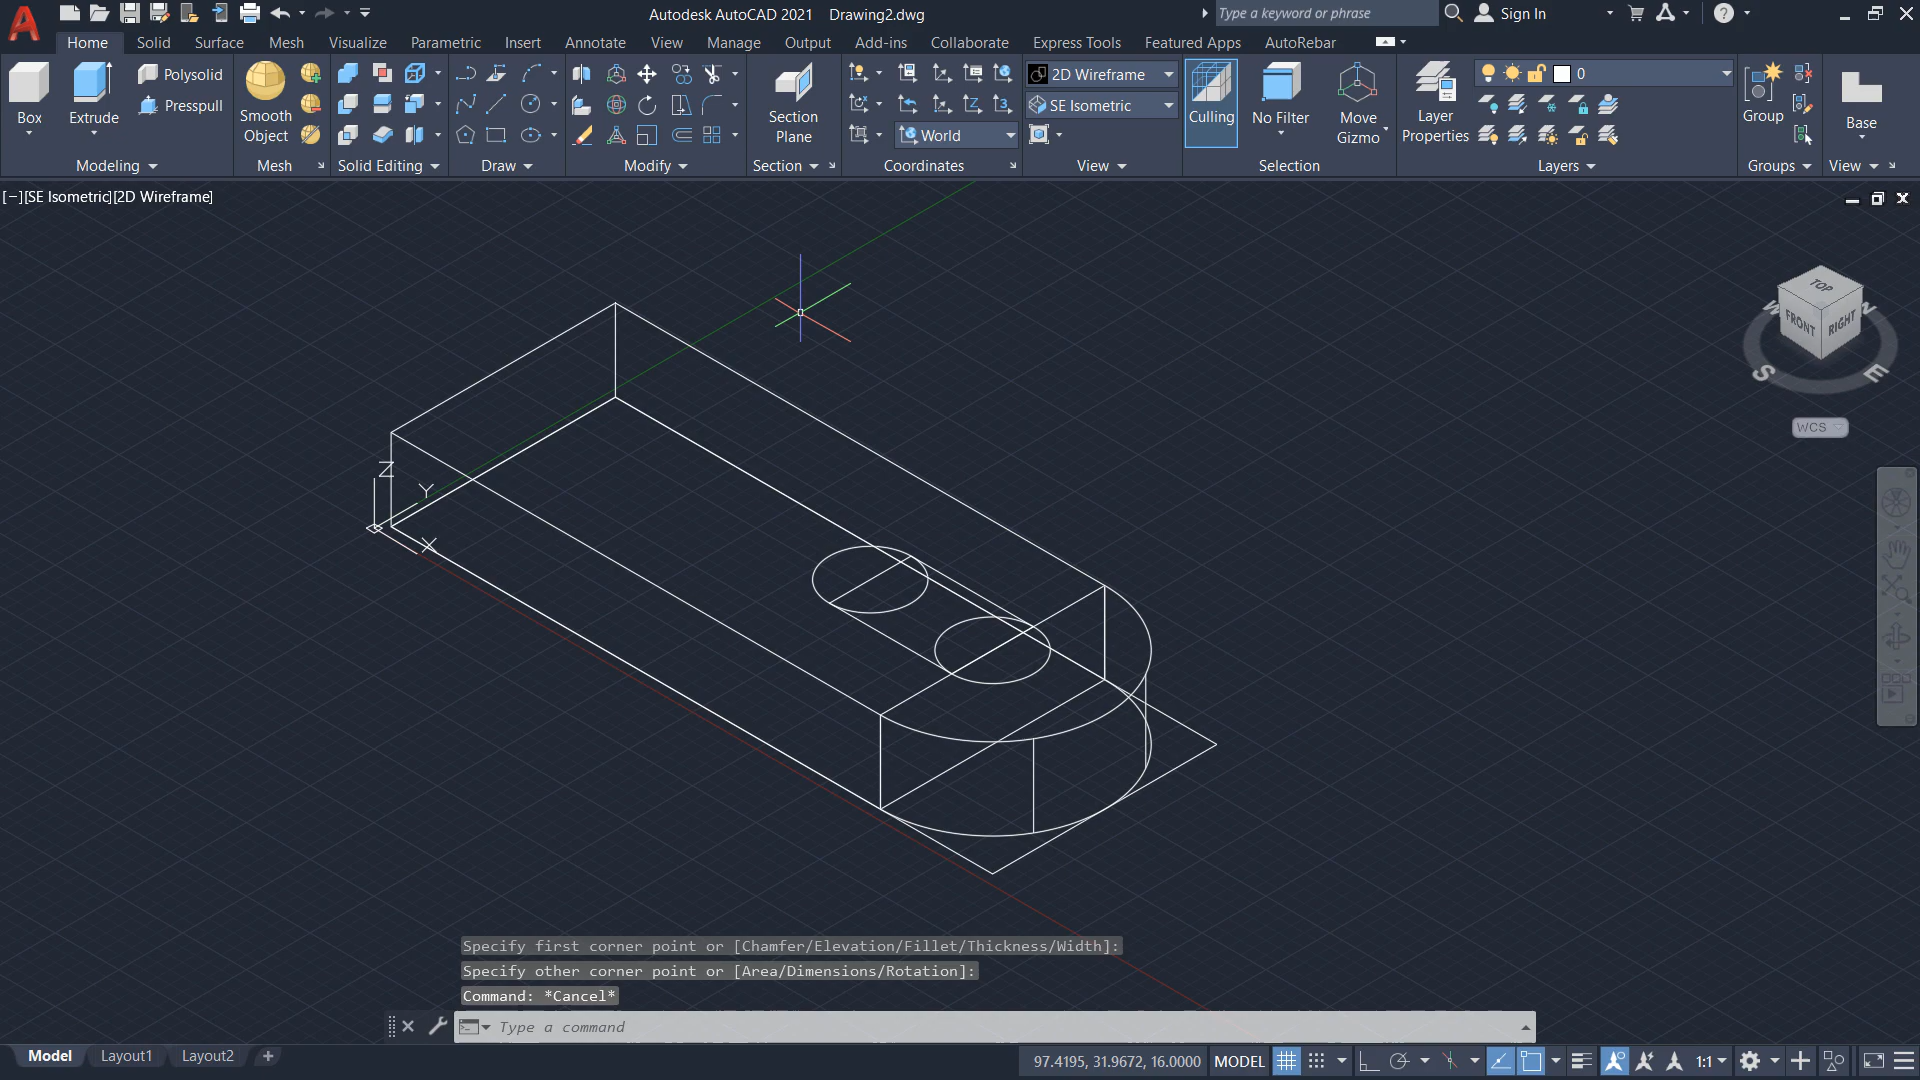 Autodesk AutoCAD 2021 Drawing2.dwg
Type a keyword or phrase
Sign In
Home Solid Surface Mesh Visualize Parametric Insert Annotate View Manage Output Add-ins Collaborate Express Tools Featured Apps AutoRebar
Box
Extrude
Polysolid
Presspull
Modeling
Smooth
Object
Mesh
Solid Editing
Draw
Modify
Section
Plane
Section
World
Coordinates
2D Wireframe
SE Isometric
View
Culling
No Filter
Move
Gizmo
Selection
Layer
Properties
0
Layers
Group
Groups
Base
View
[−][SE Isometric][2D Wireframe]
TOP
FRONT
RIGHT
W
N
S
E
WCS
Z
Y
X
Specify first corner point or [Chamfer/Elevation/Fillet/Thickness/Width]:
Specify other corner point or [Area/Dimensions/Rotation]:
Command: *Cancel*
Type a command
Model Layout1 Layout2 +
97.4195, 31.9672, 16.0000 MODEL 1:1